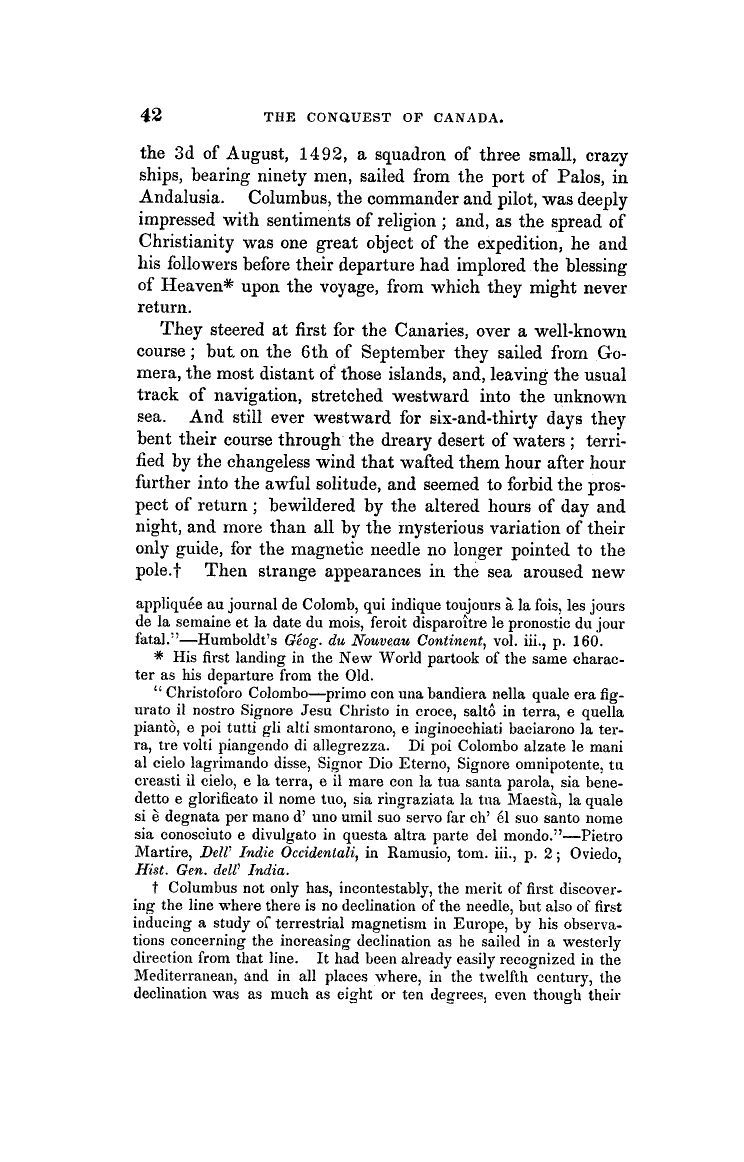 42 THE CONQUEST OF CANADA.
the 3d of August, 1492, a squadron of three small, crazy
ships, bearing ninety men, sailed from the port of Palos, in
Andalusia. Columbus, the commander and pilot, was deeply
impressed with sentiments of religion ; and, as the spread of
Christianity was one great object of the expedition, he and
his followers before their departure had implored the blessing
of Heaven* upon the voyage, from which they might never
return.
They steered at first for the Canaries, over a well-known
course ; but on the 6th of September they sailed from Go-
mera, the most distant of those islands, and, leaving the usual
track of navigation, stretched westward into the unknown
sea. And still ever westward for six-and-thirty days they
bent their course through the dreary desert of waters ; terri-
fied by the changeless wind that wafted them hour after hour
further into the awful solitude, and seemed to forbid the pros-
pect of return ; bewildered by the altered hours of day and
night, and more than all by the mysterious variation of their
only guide, for the magnetic needle no longer pointed to the
pole.† Then strange appearances in the sea aroused new
appliquée au journal de Colomb, qui indique toujours à la fois, les jours
de la semaine et la date du mois, feroit disparoître le pronostic du jour
fatal."—Humboldt's Géog. du Nouveau Continent, vol. iii., p. 160.
* His first landing in the New World partook of the same charac-
ter as his departure from the Old.
"Christoforo Colombo—primo con una bandiera nella quale era fig-
urato il nostro Signore Jesu Christo in croce, saltô in terra, e quella
piantò, e poi tutti gli alti smontarono, e inginocchiati baciarono la ter-
ra, tre volti piangendo di allegrezza. Di poi Colombo alzate le mani
al cielo lagrimando disse, Signor Dio Eterno, Signore omnipotente, tu
creasti il cielo, e la terra, e il mare con la tua santa parola, sia bene-
detto e glorificato il nome tuo, sia ringraziata la tua Maestà, la quale
si è degnata per mano d' uno umil suo servo far ch' él suo santo nome
sia conosciuto e divulgato in questa altra parte del mondo."—Pietro
Martire, Dell' Indie Occidentali, in Ramusio, tom. iii., p. 2 ; Oviedo,
Hist. Gen. dell' India.
† Columbus not only has, incontestably, the merit of first discover-
ing the line where there is no declination of the needle, but also of first
inducing a study of terrestrial magnetism in Europe, by his observa-
tions concerning the increasing declination as he sailed in a westerly
direction from that line. It had been already easily recognized in the
Mediterranean, and in all places where, in the twelfth century, the
declination was as much as eight or ten degrees, even though their